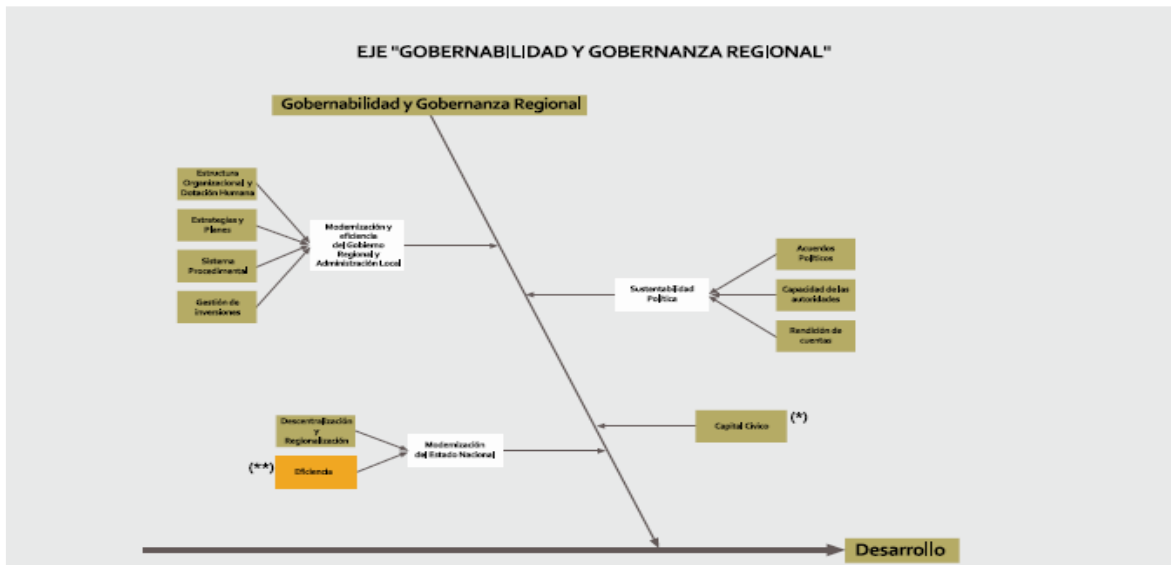 EJE "GOBERNABILIDAD Y GOBERNANZA REGIONAL"
Gobernabilidad y Gobernanza Regional
Estructura
Organizacional y
Dotación Humana
Estrategias y
Planes
Sistema
Procedimental
Gestión de
inversiones
Modernización y
eficiencia
del Gobierno
Regional y
Administración Local
Acuerdos
Políticos
Capacidad de las
autoridades
Rendición de
cuentas
Sustentabilidad
Política
Capital Cívico
(*)
Descentralización
y
Regionalización
(**)
Eficiencia
Modernización
del Estado Nacional
Desarrollo